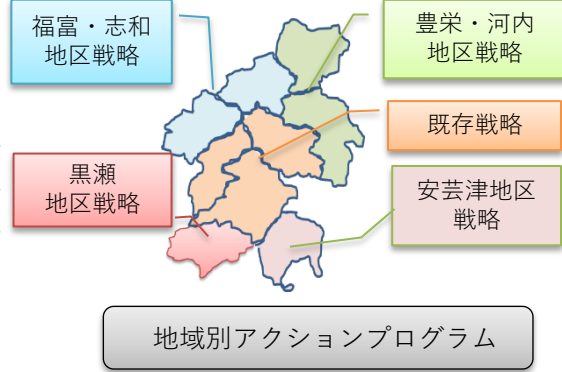 福富・志和
地区戦略
豊栄・河内
地区戦略
既存戦略
黒瀬
地区戦略
安芸津地区
戦略
地域別アクションプログラム